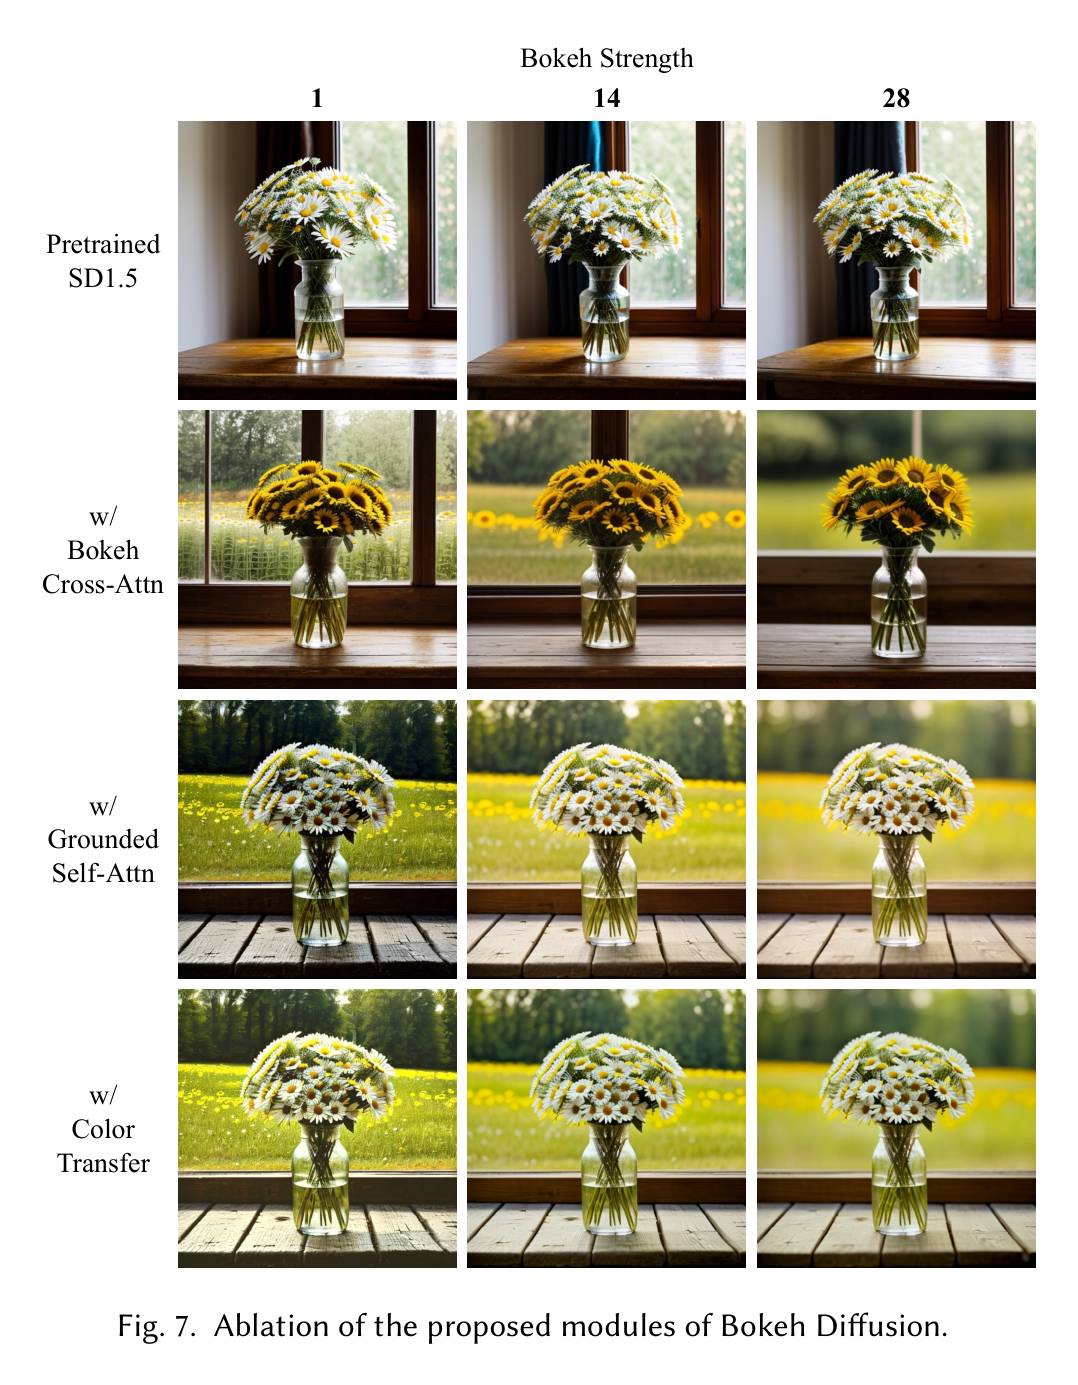 Bokeh Strength
1 14 28
Pretrained
SD1.5
w/
Bokeh
Cross-Attn
w/
Grounded
Self-Attn
w/
Color
Transfer
Fig. 7. Ablation of the proposed modules of Bokeh Diffusion.